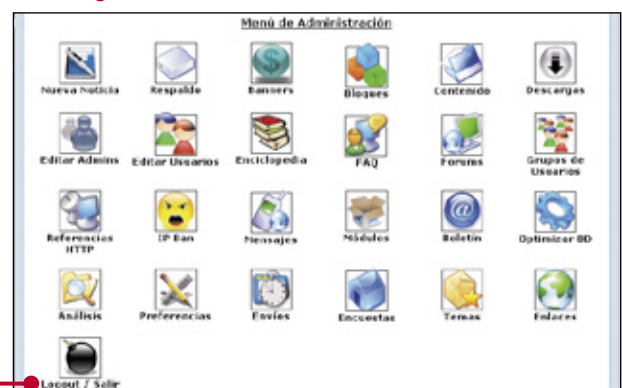 Menú de Administración
Nueva Noticia Respaldo Banners Bloques Contenido Descargas
Editar Admins Editar Usuarios Enciclopedia FAQ Forums Grupos de
Usuarios
Referencias IP Ban Mensajes Módulos Boletín Optimizar BD
HTTP
Análisis Preferencias Envíos Encuestas Temas Enlaces
Logout / Salir